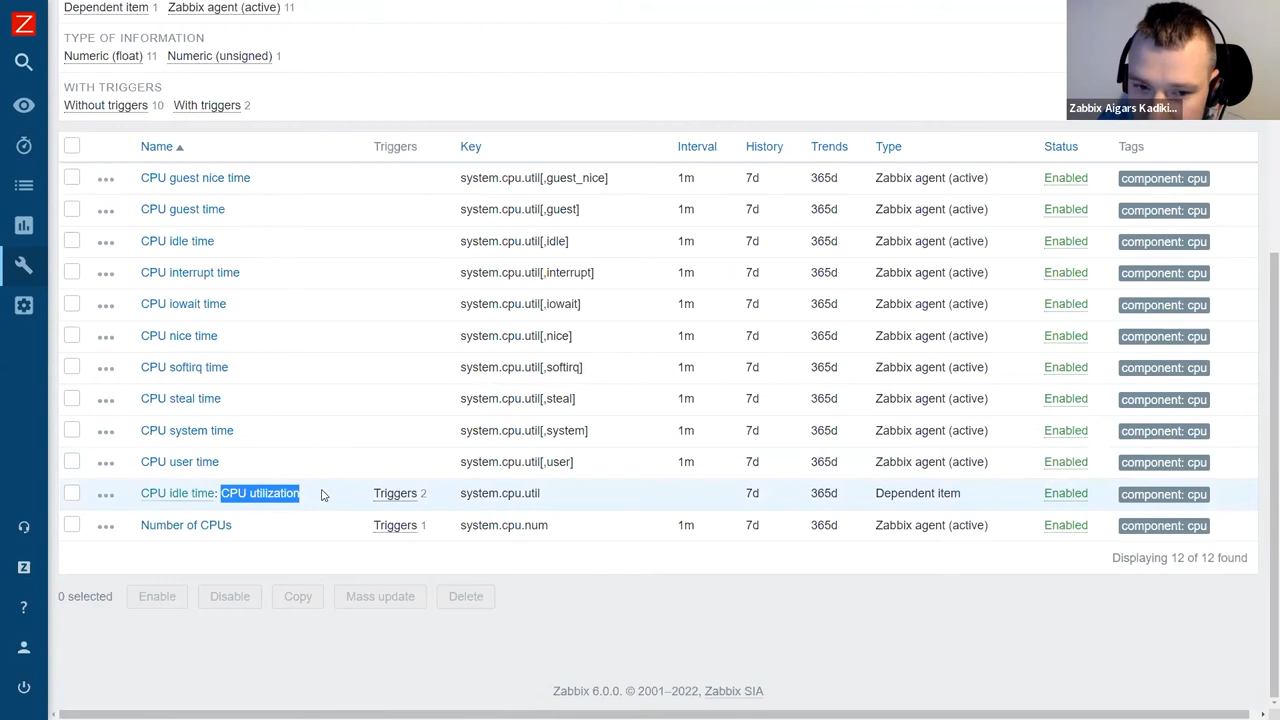 Z
Dependent item 1 Zabbix agent (active) 11
TYPE OF INFORMATION
Numeric (float) 11 Numeric (unsigned) 1
WITH TRIGGERS
Without triggers 10 With triggers 2
Zabbix Aigars Kadiki...
Name Triggers Key Interval History Trends Type Status Tags
CPU guest nice time system.cpu.util[,guest_nice] 1m 7d 365d Zabbix agent (active) Enabled component: cpu
CPU guest time system.cpu.util[,guest] 1m 7d 365d Zabbix agent (active) Enabled component: cpu
CPU idle time system.cpu.util[,idle] 1m 7d 365d Zabbix agent (active) Enabled component: cpu
CPU interrupt time system.cpu.util[,interrupt] 1m 7d 365d Zabbix agent (active) Enabled component: cpu
CPU iowait time system.cpu.util[,iowait] 1m 7d 365d Zabbix agent (active) Enabled component: cpu
CPU nice time system.cpu.util[,nice] 1m 7d 365d Zabbix agent (active) Enabled component: cpu
CPU softirq time system.cpu.util[,softirq] 1m 7d 365d Zabbix agent (active) Enabled component: cpu
CPU steal time system.cpu.util[,steal] 1m 7d 365d Zabbix agent (active) Enabled component: cpu
CPU system time system.cpu.util[,system] 1m 7d 365d Zabbix agent (active) Enabled component: cpu
CPU user time system.cpu.util[,user] 1m 7d 365d Zabbix agent (active) Enabled component: cpu
CPU idle time: CPU utilization Triggers 2 system.cpu.util 7d 365d Dependent item Enabled component: cpu
Number of CPUs Triggers 1 system.cpu.num 1m 7d 365d Zabbix agent (active) Enabled component: cpu
Displaying 12 of 12 found
0 selected Enable Disable Copy Mass update Delete
Z
?
Zabbix 6.0.0. © 2001–2022, Zabbix SIA